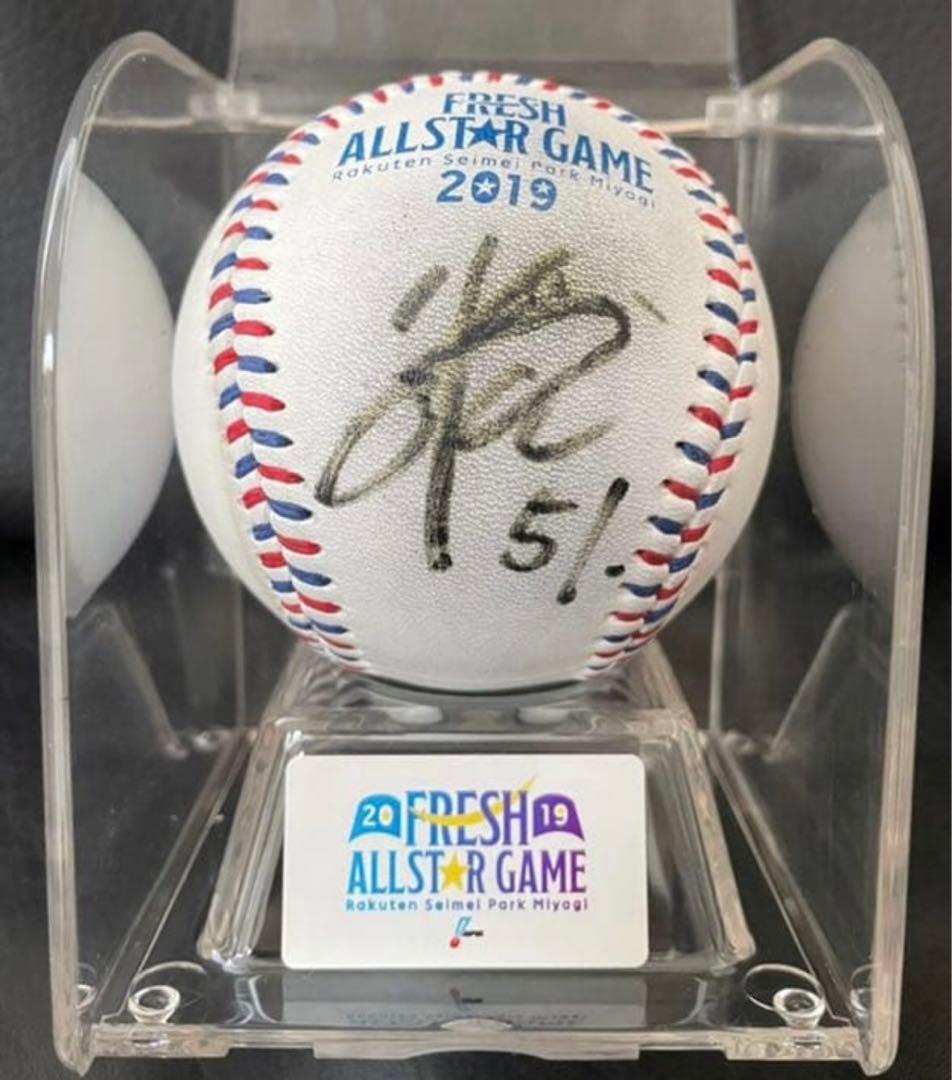 FRESH
ALLSTAR GAME
Rakuten Seimei Park Miyagi
2019
51.
20 FRESH 19
ALLSTAR GAME
Rakuten Seimei Park Miyagi